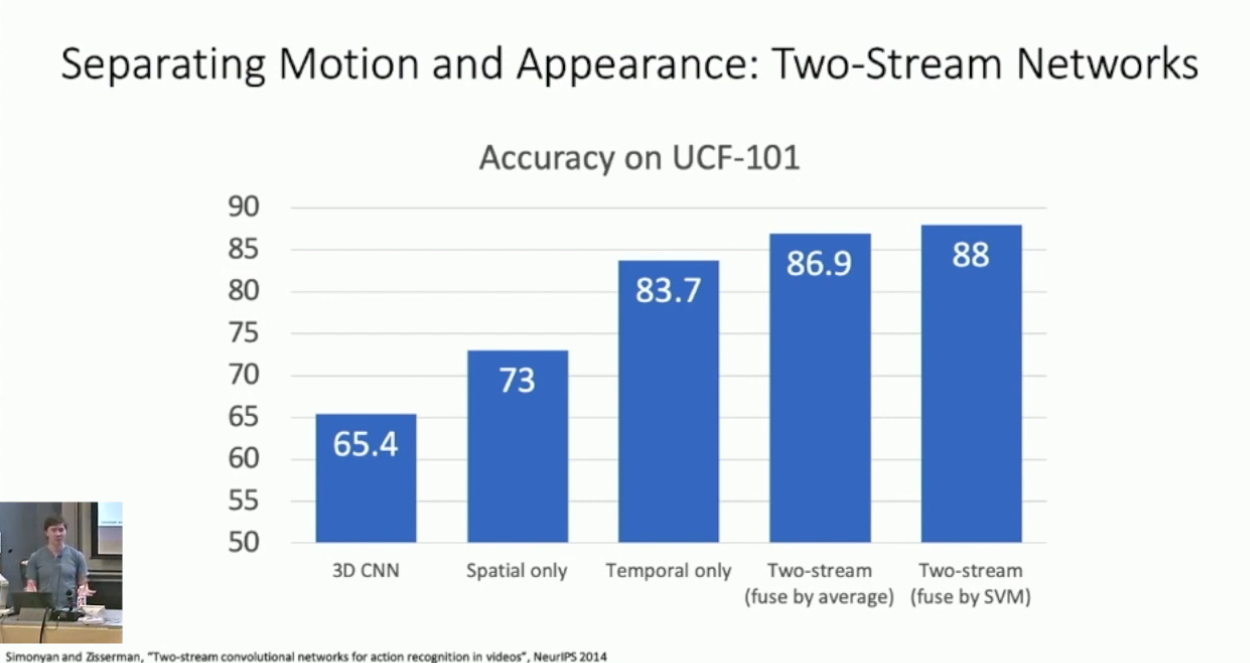 Separating Motion and Appearance: Two-Stream Networks
Accuracy on UCF-101
90
85
80
75
70
65
60
55
50
65.4
73
83.7
86.9
88
3D CNN
Spatial only
Temporal only
Two-stream
(fuse by average)
Two-stream
(fuse by SVM)
Simonyan and Zisserman, "Two-stream convolutional networks for action recognition in videos", NeurIPS 2014